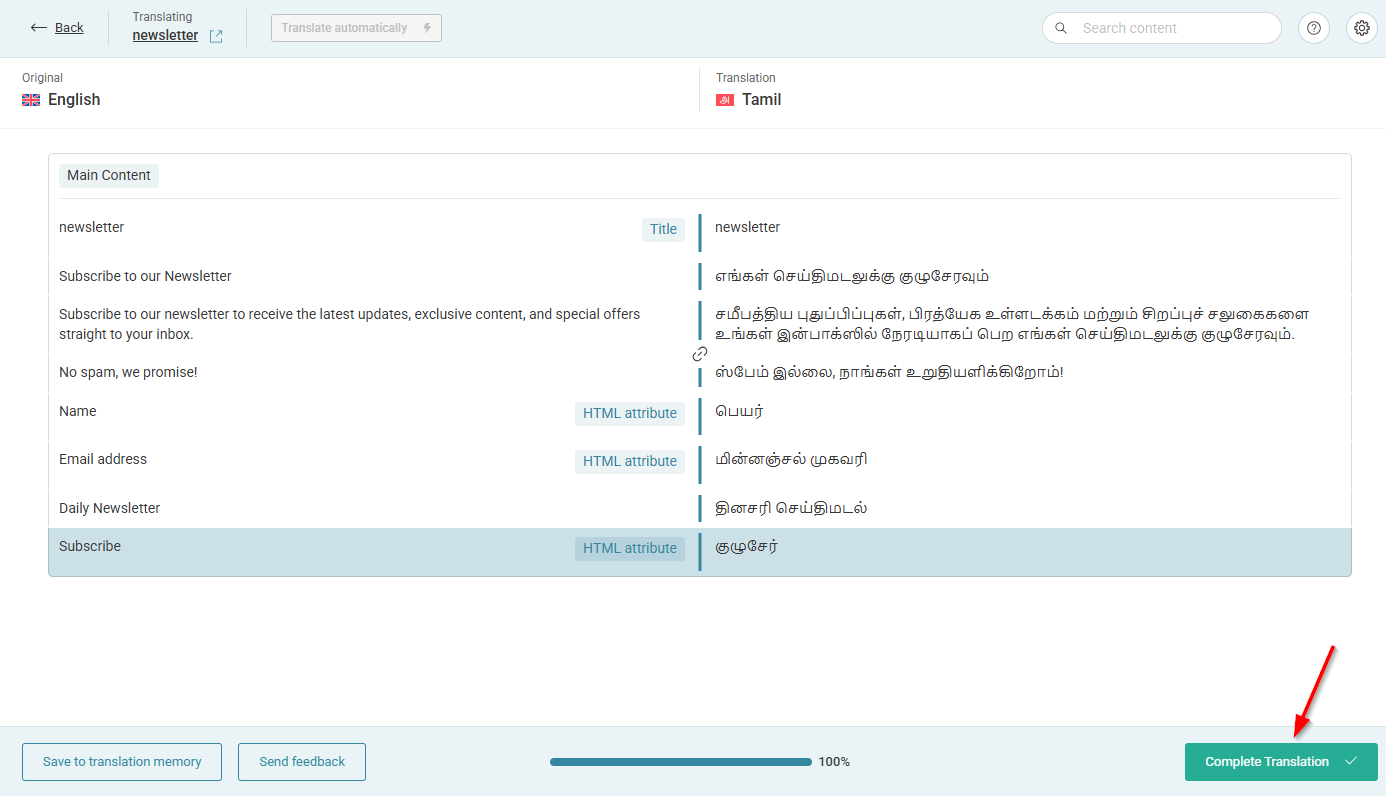 Back
Translating
newsletter
Translate automatically
Search content
Original
English
Translation
அ
Tamil
Main Content
newsletter
Title
newsletter
Subscribe to our Newsletter
எங்கள் செய்திமடலுக்கு குழுசேரவும்
Subscribe to our newsletter to receive the latest updates, exclusive content, and special offers
straight to your inbox.
சமீபத்திய புதுப்பிப்புகள், பிரத்யேக உள்ளடக்கம் மற்றும் சிறப்புச் சலுகைகளை
உங்கள் இன்பாக்ஸில் நேரடியாகப் பெற எங்கள் செய்திமடலுக்கு குழுசேரவும்.
No spam, we promise!
ஸ்பேம் இல்லை, நாங்கள் உறுதியளிக்கிறோம்!
Name
HTML attribute
பெயர்
Email address
HTML attribute
மின்னஞ்சல் முகவரி
Daily Newsletter
தினசரி செய்திமடல்
Subscribe
HTML attribute
குழுசேர்
Save to translation memory
Send feedback
100%
Complete Translation